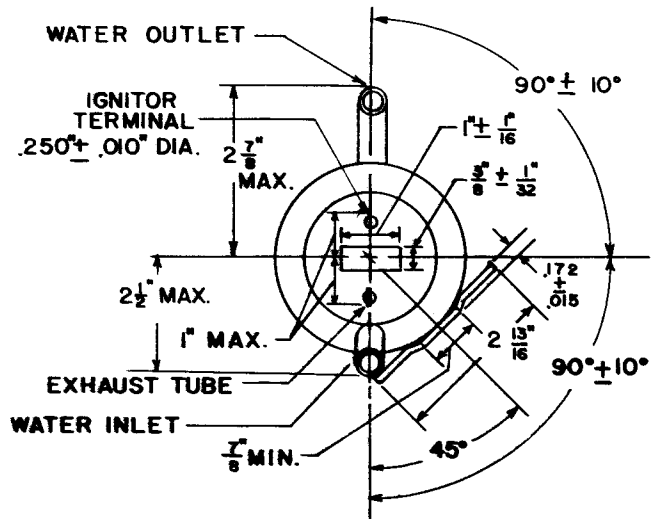 WATER OUTLET
90° ± 10°
IGNITOR
TERMINAL
.250" ± .010" DIA.
2 7/8"
MAX.
1" ± 1/16"
3/8" ± 1/32"
2 1/2" MAX.
.172
±
.015
1" MAX.
2 13/16"
90° ± 10°
EXHAUST TUBE
WATER INLET
7/8" MIN.
45°